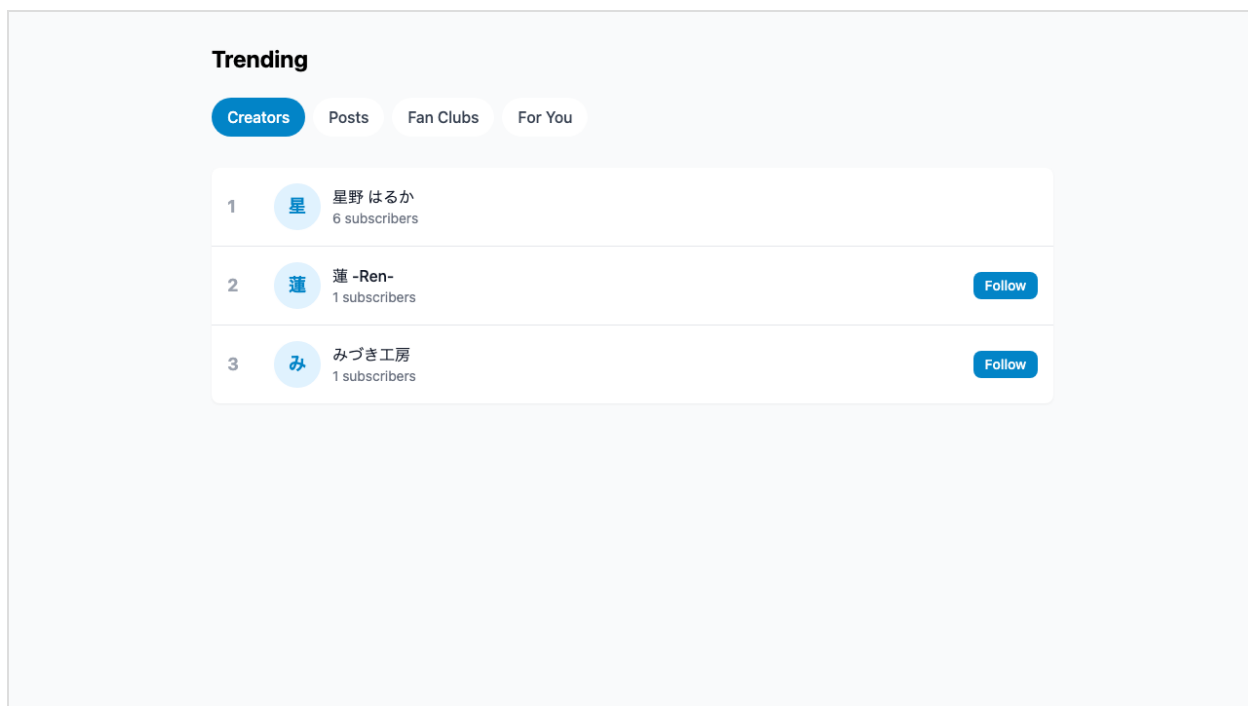 Trending
Creators Posts Fan Clubs For You
1 星 星野 はるか
6 subscribers
2 蓮 蓮 -Ren- Follow
1 subscribers
3 み みづき工房 Follow
1 subscribers